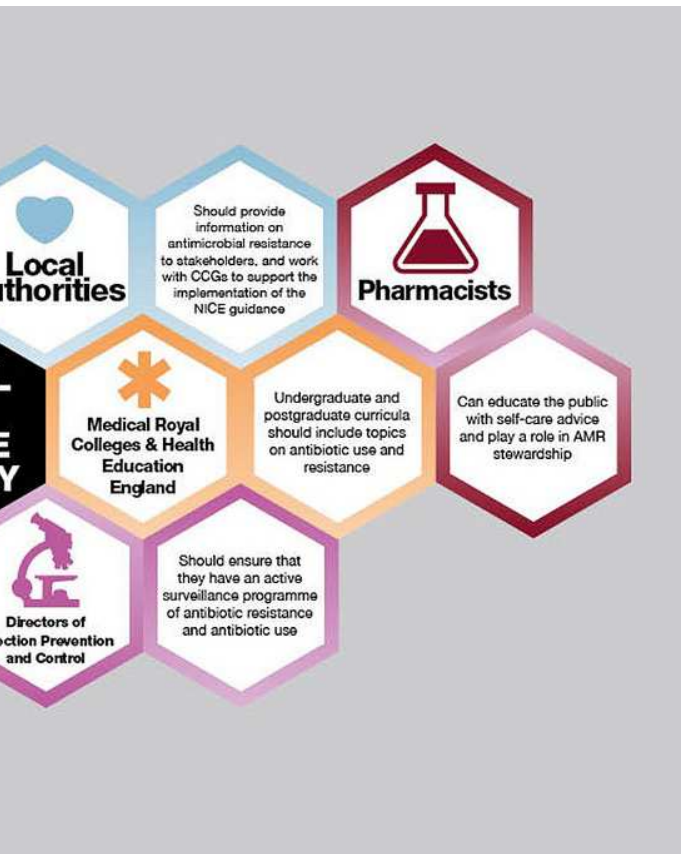 Local
Should provide
information on
antimicrobial resistance
to stakeholders, and work
with CCGs to support the
implementation of the
NICE guidance
Pharmacists
Medical Royal
Colleges & Health
Education
England
Undergraduate and
postgraduate curricula
should include topics
on antibiotic use and
resistance
Can educate the public
with self-care advice
and play a role in AMR
stewardship
Directors of
Prevention
and Control
Should ensure that
they have an active
surveillance programme
of antibiotic resistance
and antibiotic use